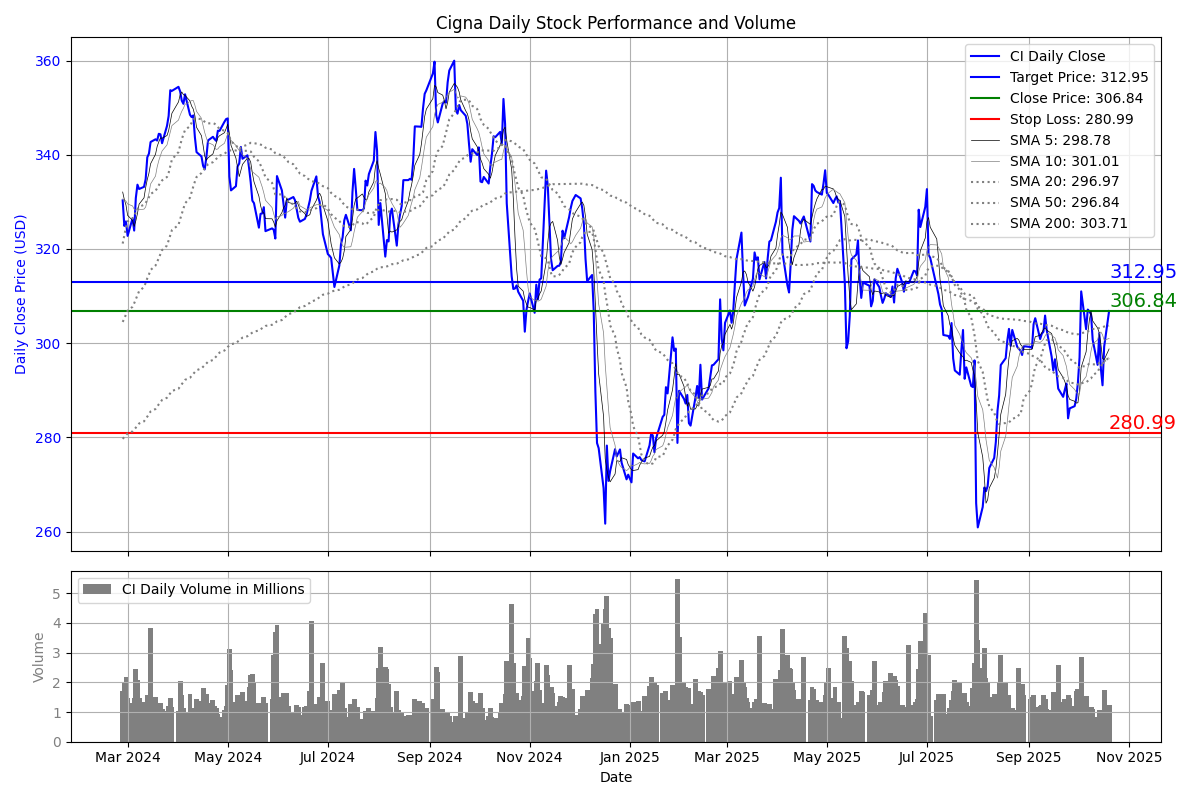 Cigna Daily Stock Performance and Volume
Daily Close Price (USD)
360
340
320
300
280
260
CI Daily Close
Target Price: 312.95
Close Price: 306.84
Stop Loss: 280.99
SMA 5: 298.78
SMA 10: 301.01
SMA 20: 296.97
SMA 50: 296.84
SMA 200: 303.71
312.95
306.84
280.99
CI Daily Volume in Millions
Volume
5
4
3
2
1
0
Mar 2024 May 2024 Jul 2024 Sep 2024 Nov 2024 Jan 2025 Mar 2025 May 2025 Jul 2025 Sep 2025 Nov 2025
Date